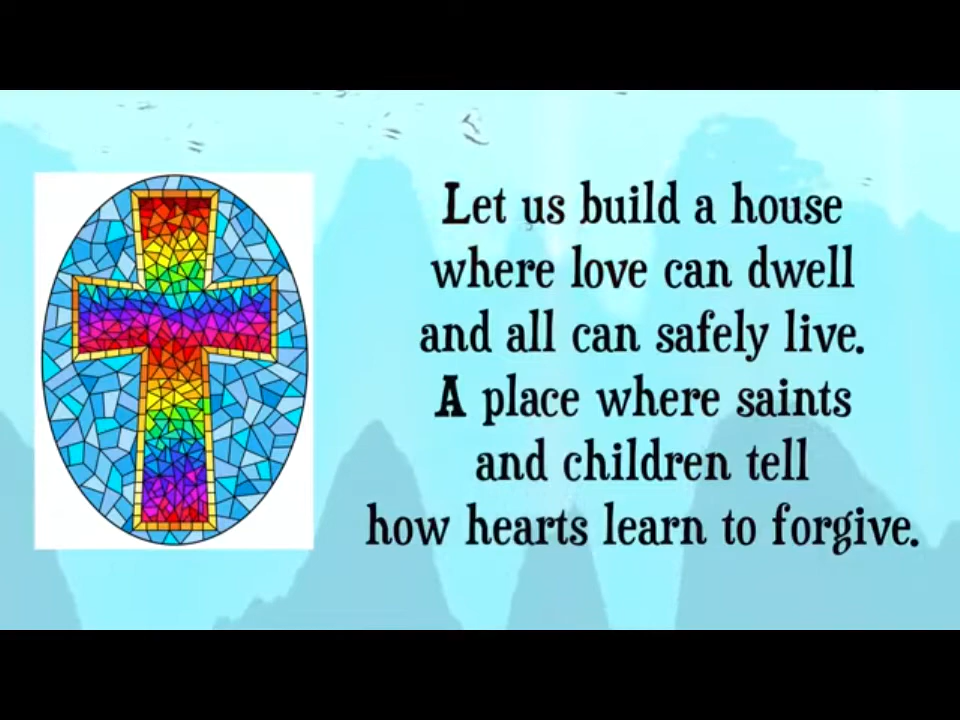 Let us build a house
where love can dwell
and all can safely live.
A place where saints
and children tell
how hearts learn to forgive.